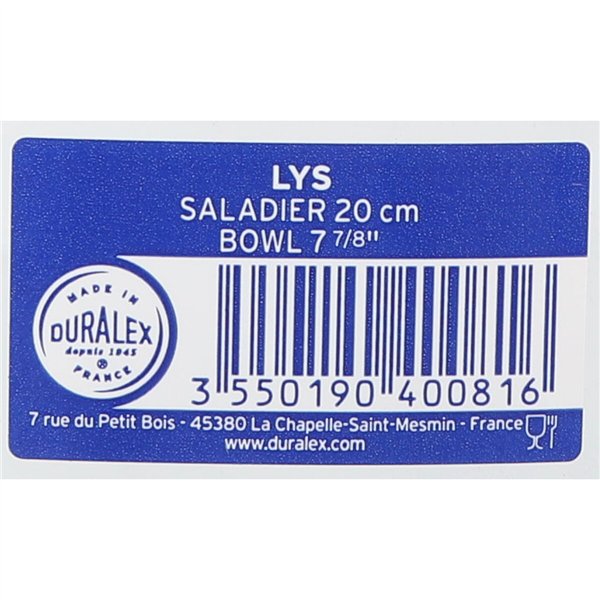 LYS
SALADIER 20 cm
BOWL 7 7/8"
MADE IN
DURALEX
depuis 1945
®
FRANCE
3 550190 400816
7 rue du Petit Bois - 45380 La Chapelle-Saint-Mesmin - France
www.duralex.com